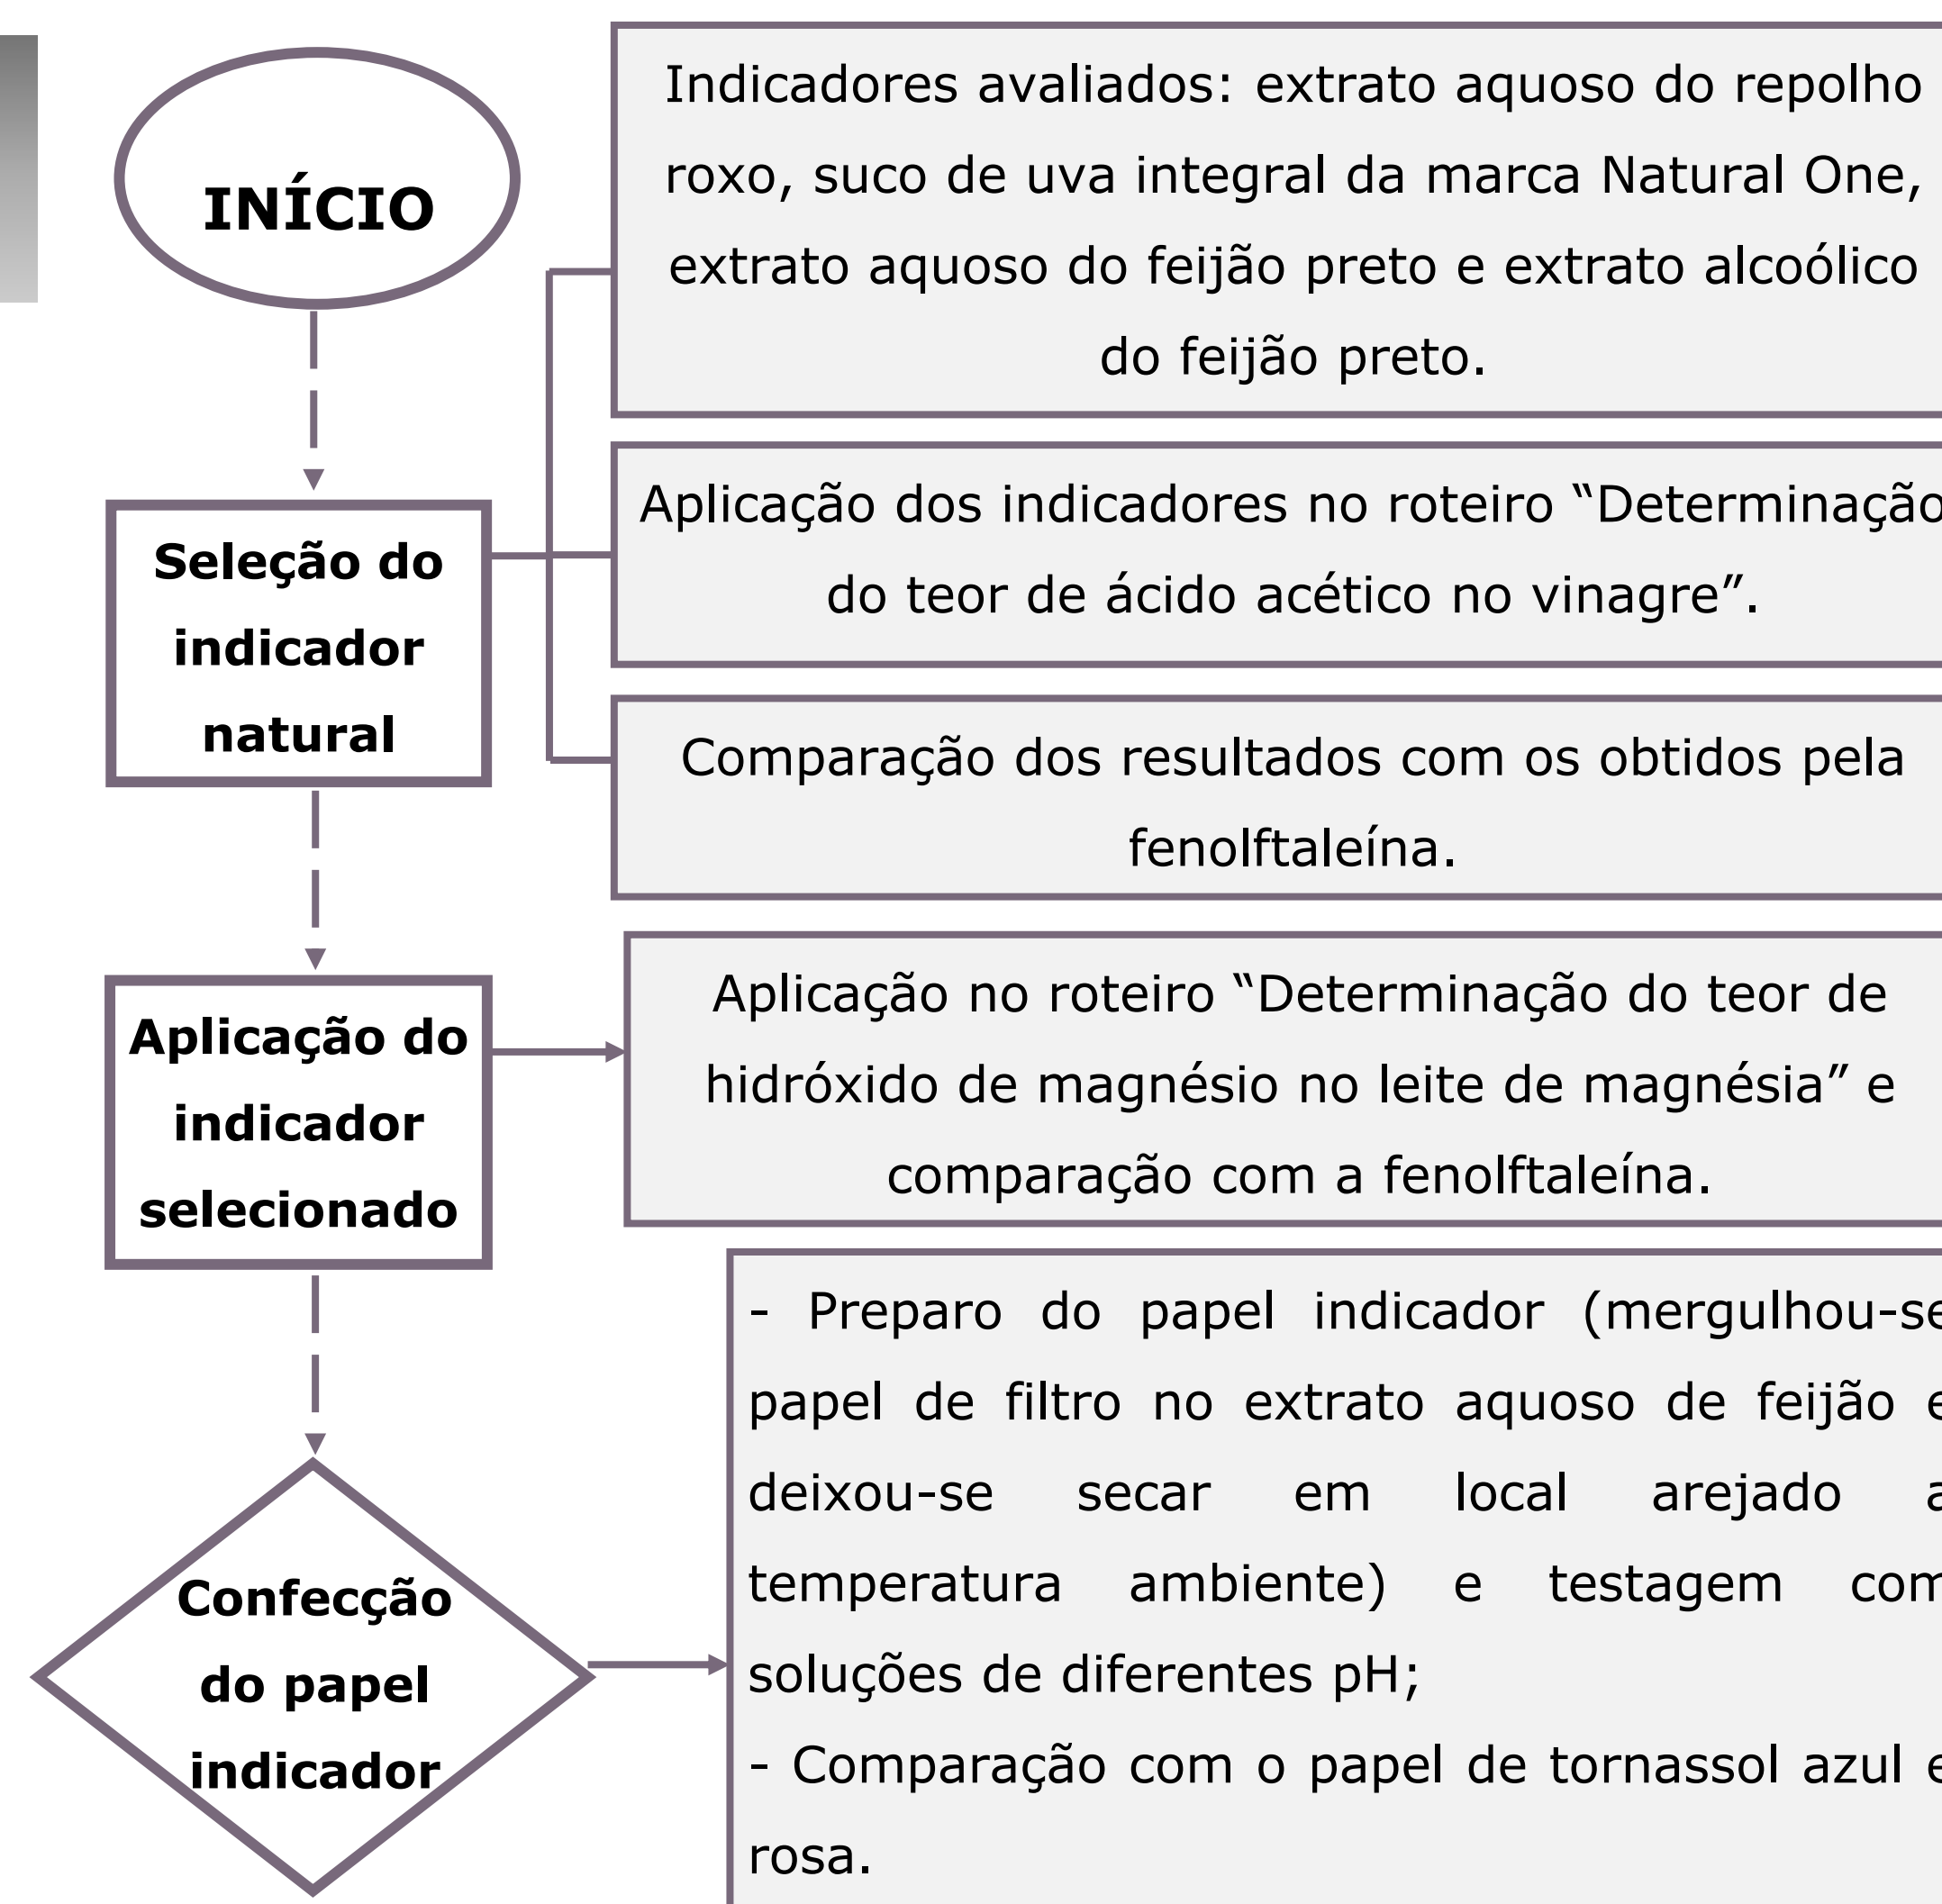 INÍCIO
Indicadores avaliados: extrato aquoso do repolho
roxo, suco de uva integral da marca Natural One,
extrato aquoso do feijão preto e extrato alcoólico
do feijão preto.
Seleção do
indicador
natural
Aplicação dos indicadores no roteiro “Determinação
do teor de ácido acético no vinagre”.
Comparação dos resultados com os obtidos pela
fenolftaleína.
Aplicação do
indicador
selecionado
Aplicação no roteiro “Determinação do teor de
hidróxido de magnésio no leite de magnésia” e
comparação com a fenolftaleína.
Confecção
do papel
indicador
- Preparo do papel indicador (mergulhou-se
papel de filtro no extrato aquoso de feijão e
deixou-se secar em local arejado a
temperatura ambiente) e testagem com
soluções de diferentes pH;
- Comparação com o papel de tornassol azul e
rosa.